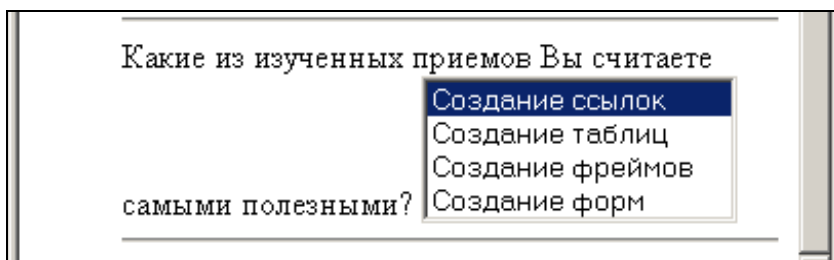 Какие из изученных приемов Вы считаете
Создание ссылок
Создание таблиц
Создание фреймов
самыми полезными? Создание форм